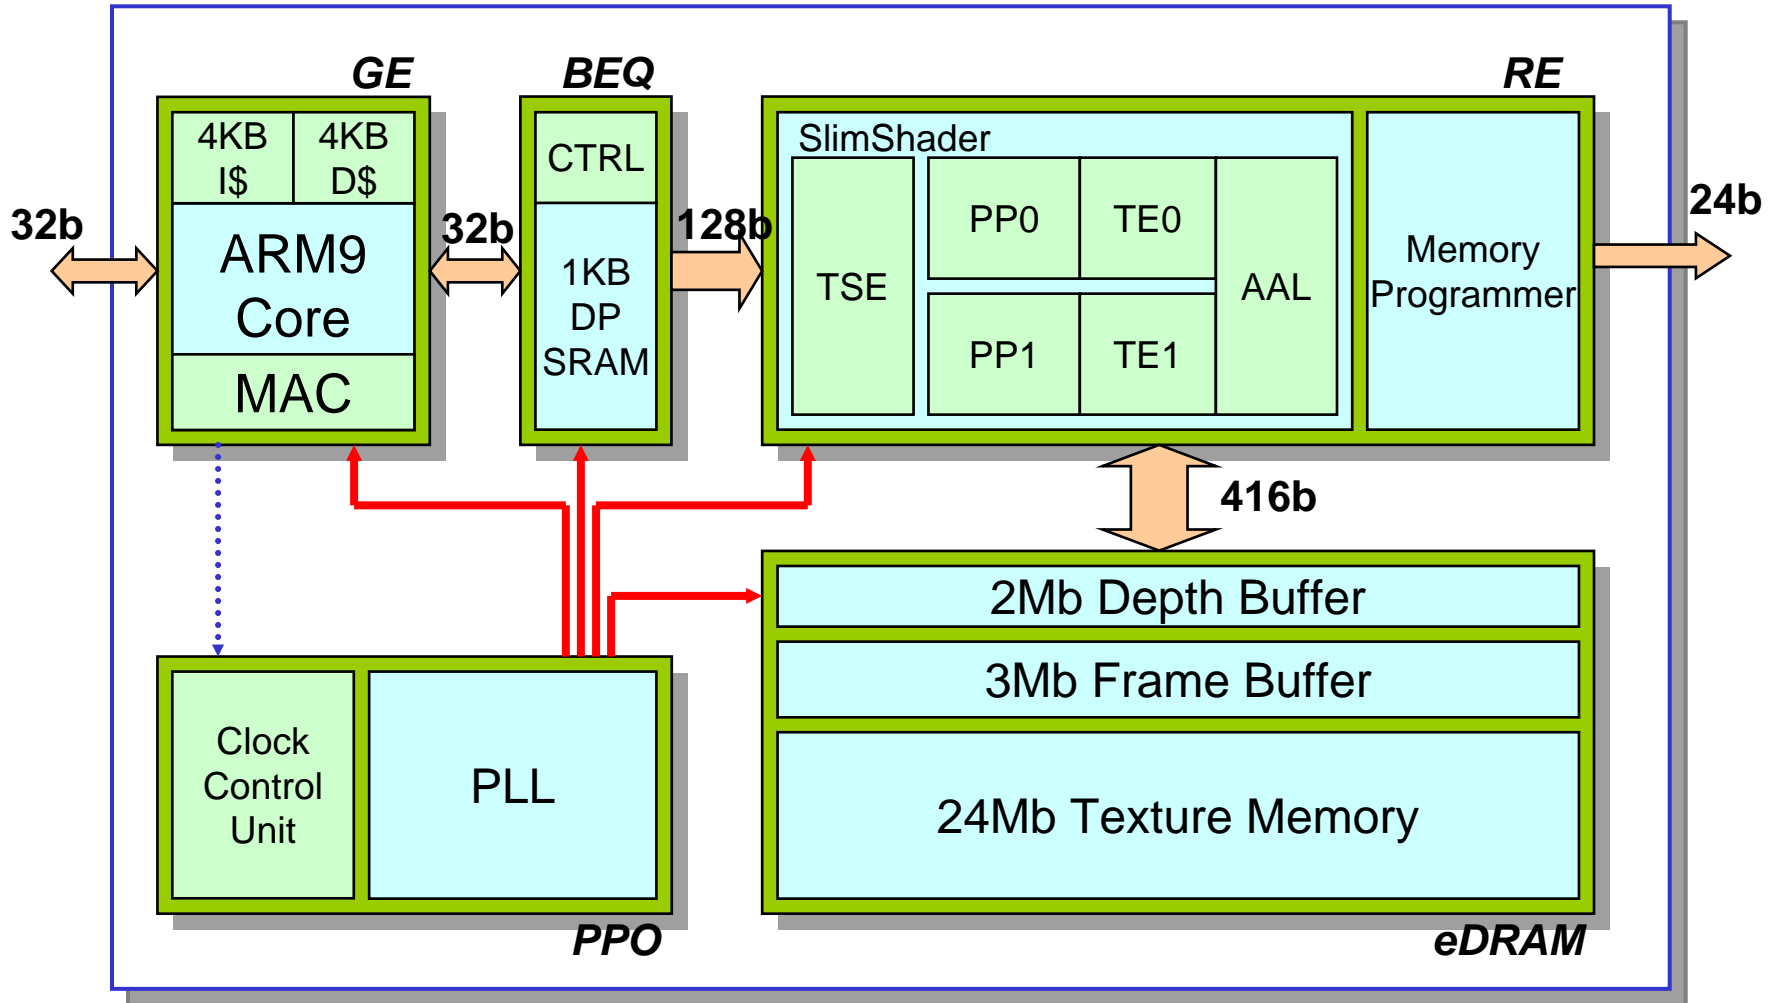 GE
BEQ
RE
4KB
I$
4KB
D$
ARM9
Core
MAC
32b
32b
CTRL
1KB
DP
SRAM
128b
SlimShader
TSE
PP0
TE0
PP1
TE1
AAL
Memory
Programmer
24b
416b
Clock
Control
Unit
PLL
PPO
2Mb Depth Buffer
3Mb Frame Buffer
24Mb Texture Memory
eDRAM